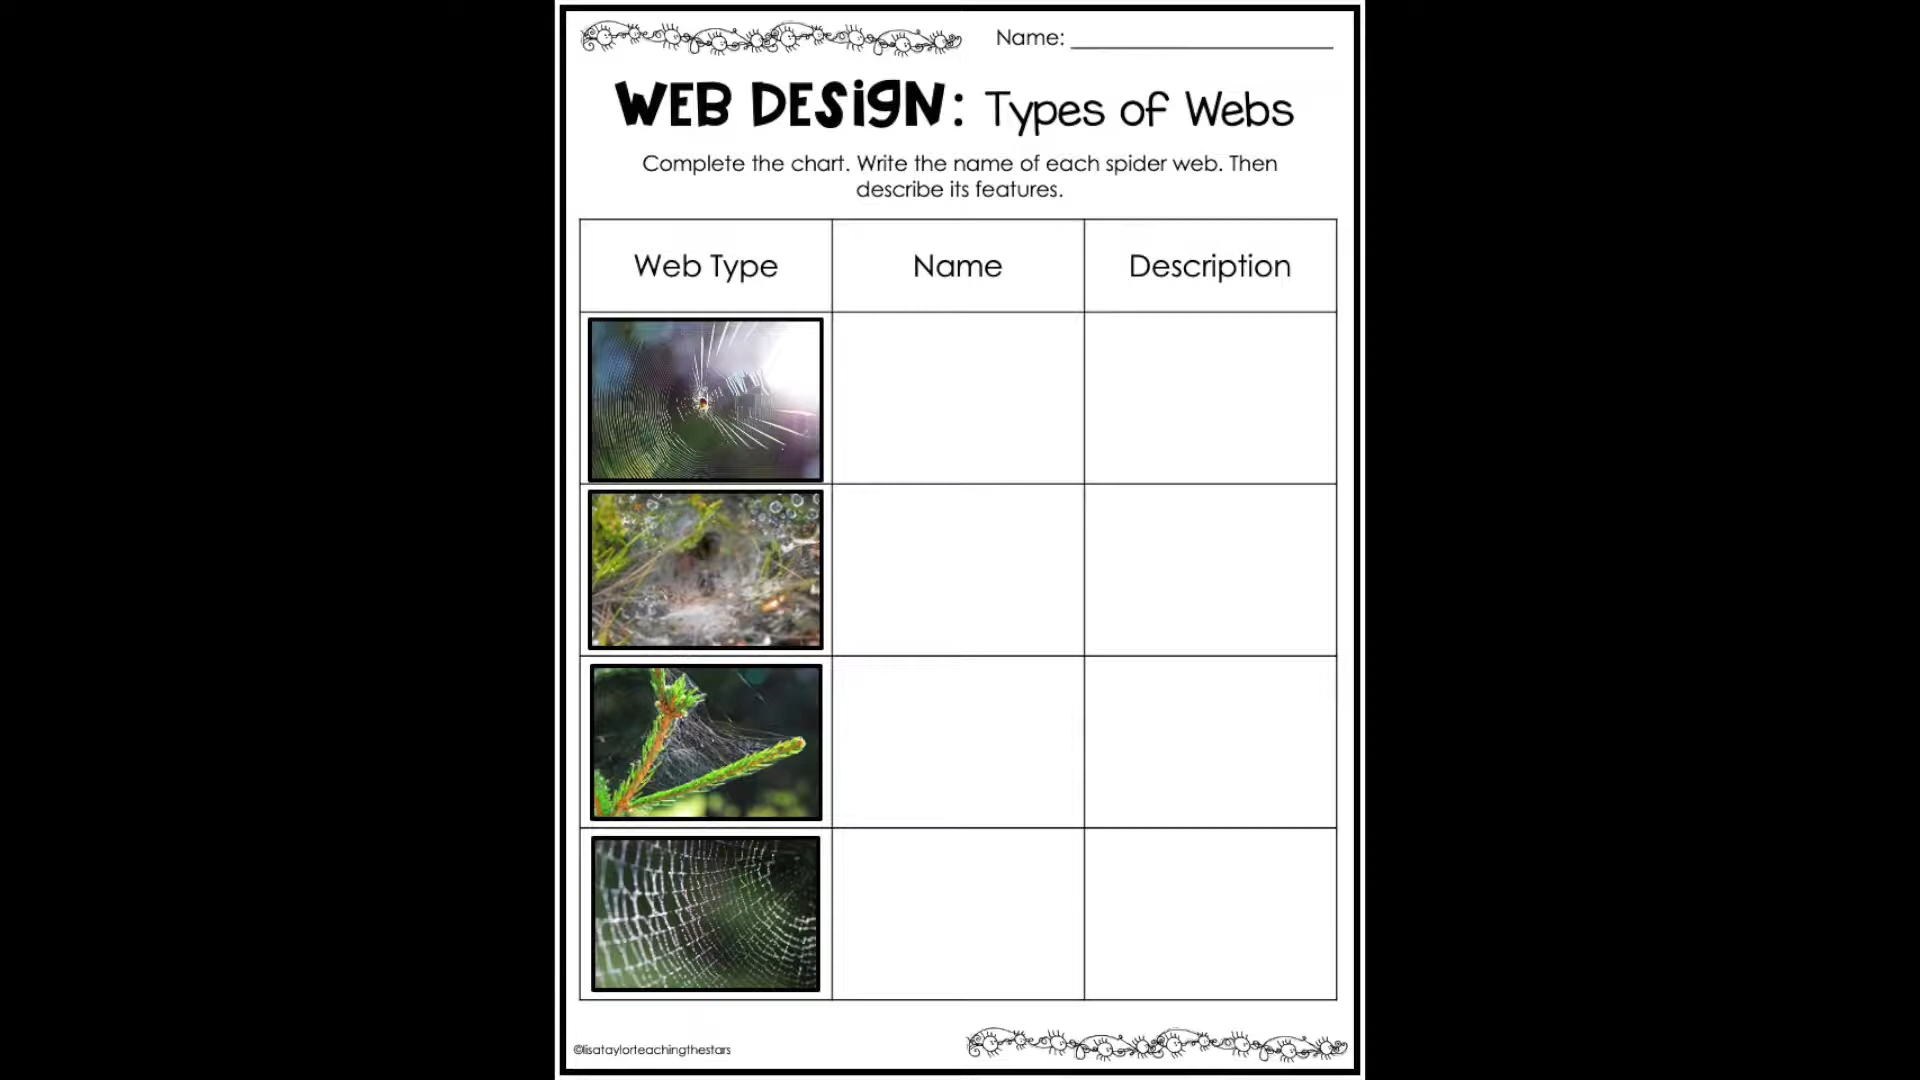 Name:
WEB DESiGN: Types of Webs
Complete the chart. Write the name of each spider web. Then
describe its features.
Web Type Name Description
©lisataylorteachingthestars